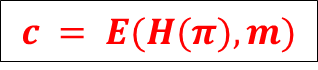 c = E(H(π), m)